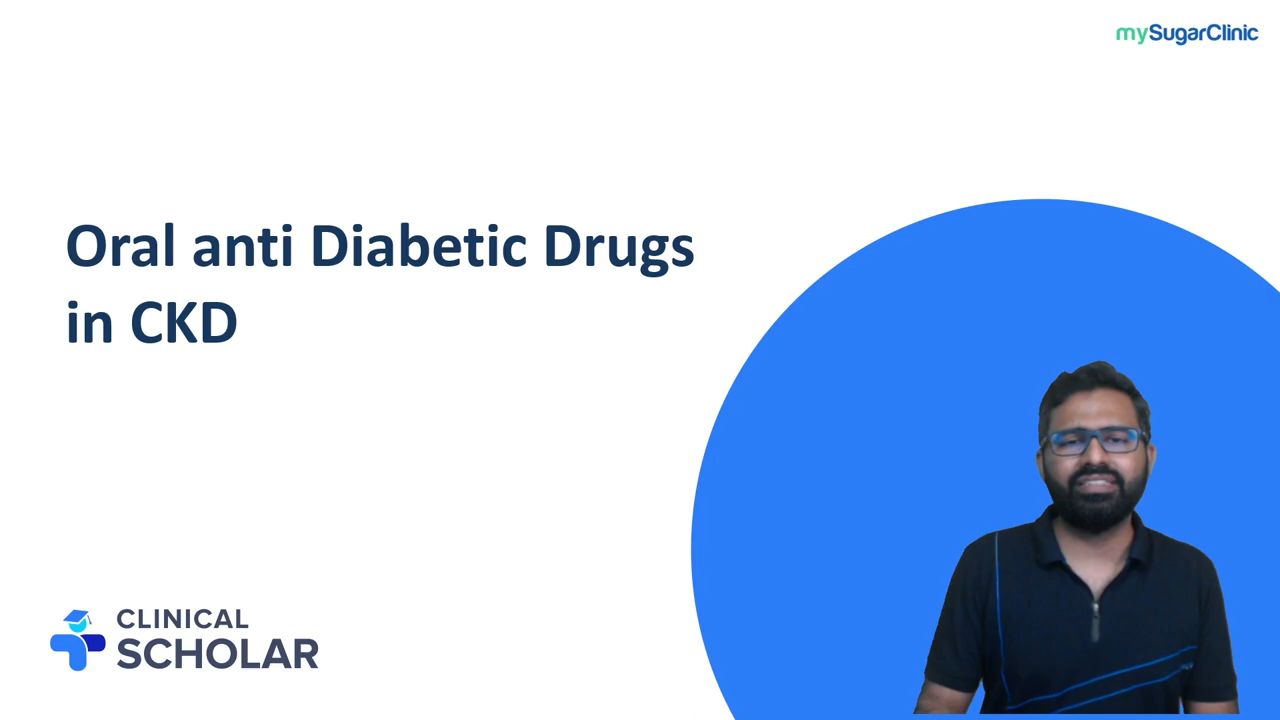 mySugarClinic
Oral anti Diabetic Drugs
in CKD
CLINICAL
SCHOLAR